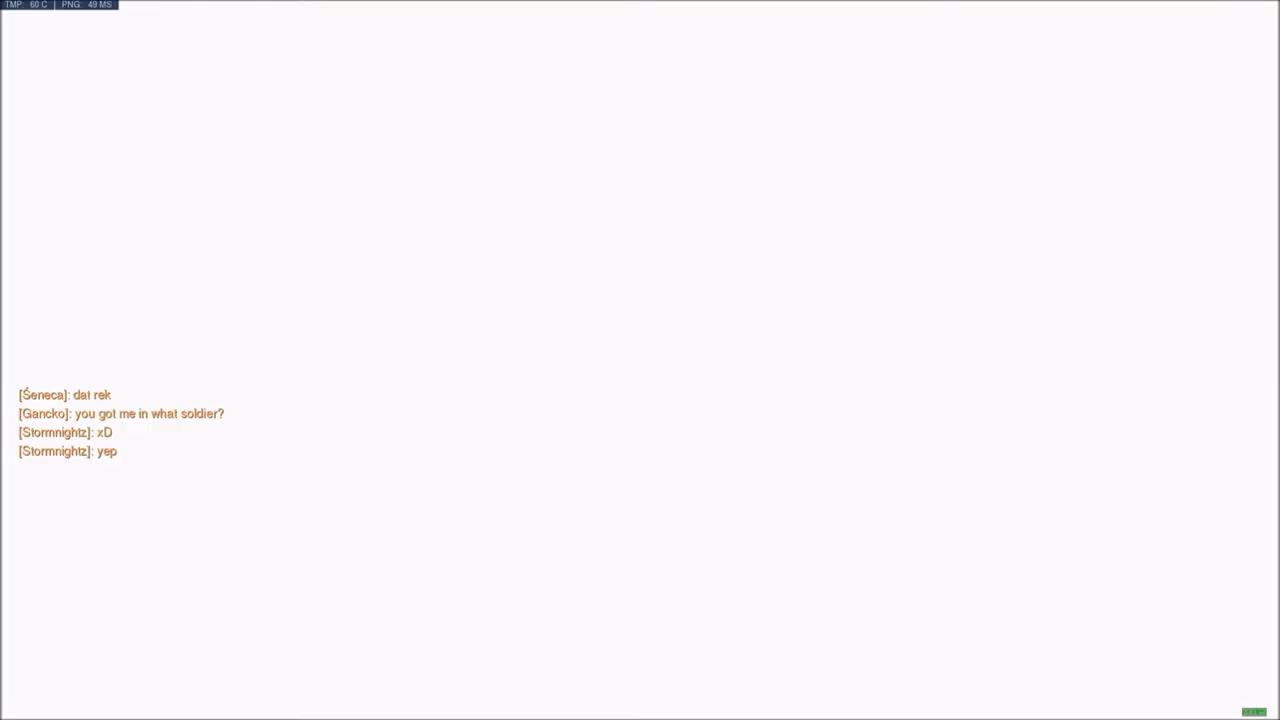 TMP: 60 C | PNG: 49 MS
[Śeneca]: dat rek
[Gancko]: you got me in what soldier?
[Stormnightz]: xD
[Stormnightz]: yep